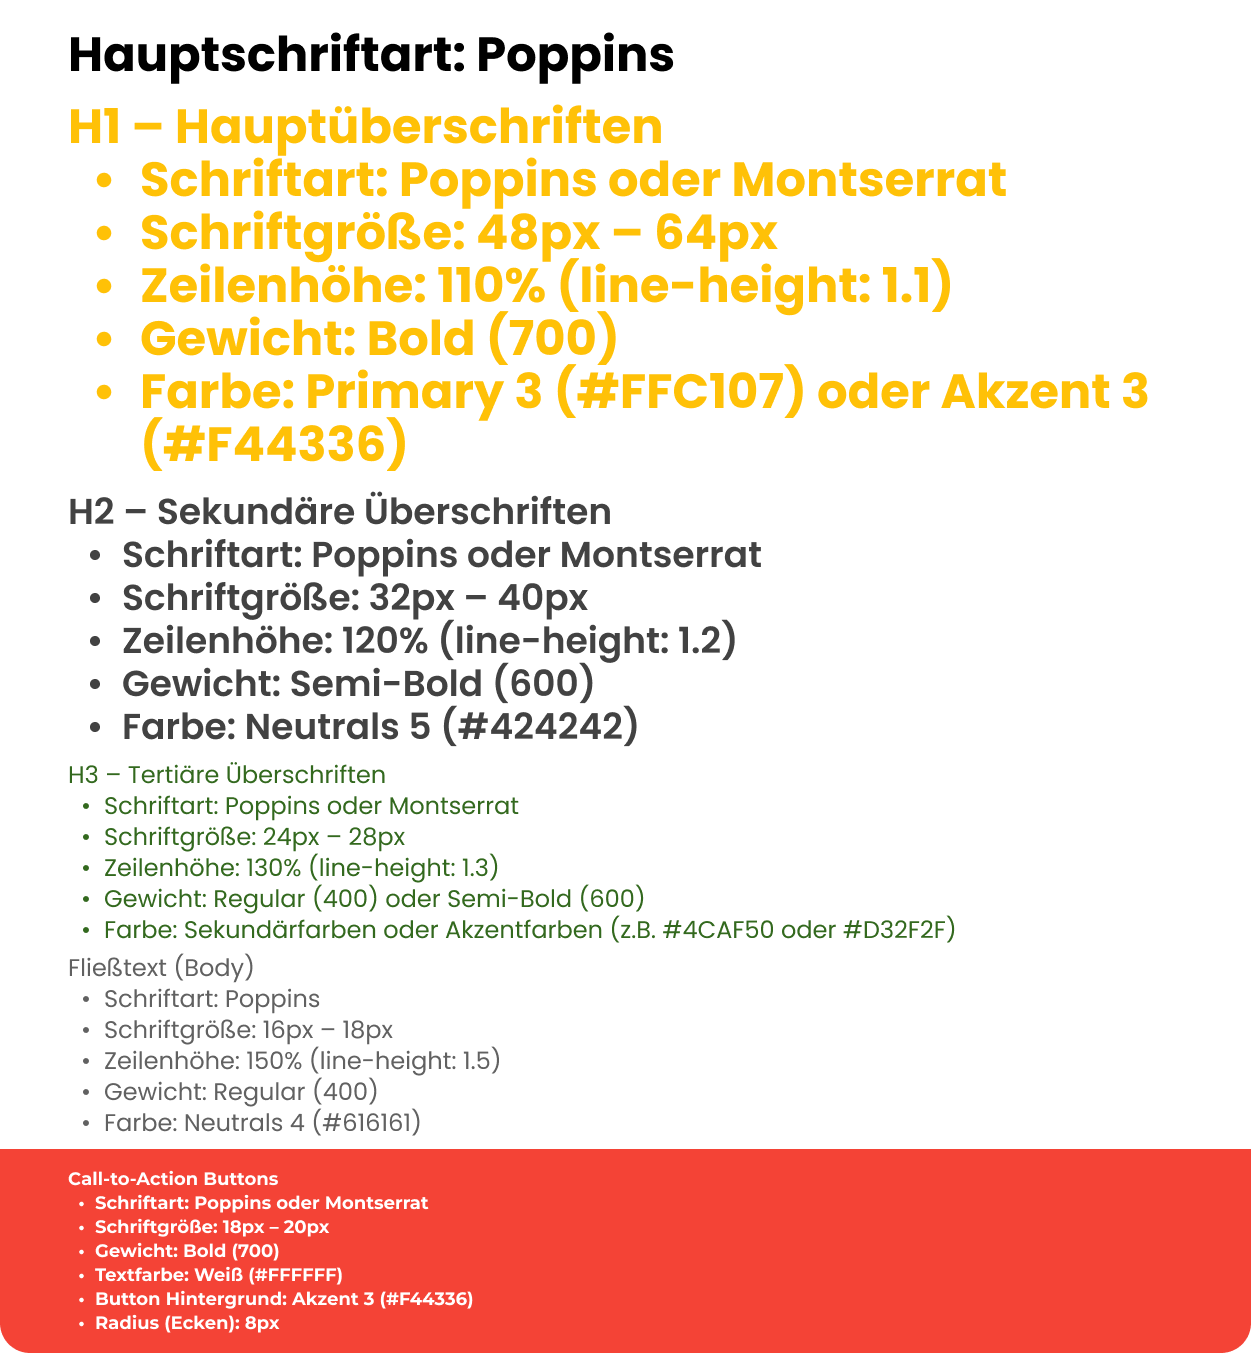 Hauptschriftart: Poppins
H1 – Hauptüberschriften
• Schriftart: Poppins oder Montserrat
• Schriftgröße: 48px – 64px
• Zeilenhöhe: 110% (line-height: 1.1)
• Gewicht: Bold (700)
• Farbe: Primary 3 (#FFC107) oder Akzent 3
(#F44336)
H2 – Sekundäre Überschriften
• Schriftart: Poppins oder Montserrat
• Schriftgröße: 32px – 40px
• Zeilenhöhe: 120% (line-height: 1.2)
• Gewicht: Semi-Bold (600)
• Farbe: Neutrals 5 (#424242)
H3 – Tertiäre Überschriften
• Schriftart: Poppins oder Montserrat
• Schriftgröße: 24px – 28px
• Zeilenhöhe: 130% (line-height: 1.3)
• Gewicht: Regular (400) oder Semi-Bold (600)
• Farbe: Sekundärfarben oder Akzentfarben (z.B. #4CAF50 oder #D32F2F)
Fließtext (Body)
• Schriftart: Poppins
• Schriftgröße: 16px – 18px
• Zeilenhöhe: 150% (line-height: 1.5)
• Gewicht: Regular (400)
• Farbe: Neutrals 4 (#616161)
Call-to-Action Buttons
• Schriftart: Poppins oder Montserrat
• Schriftgröße: 18px – 20px
• Gewicht: Bold (700)
• Textfarbe: Weiß (#FFFFFF)
• Button Hintergrund: Akzent 3 (#F44336)
• Radius (Ecken): 8px